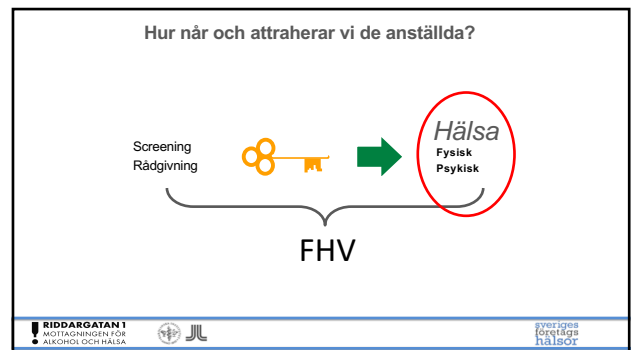 Hur når och attraherar vi de anställda?
Screening
Rådgivning
Hälsa
Fysisk
Psykisk
FHV
RIDDARGATAN 1
MOTTAGNINGEN FÖR
ALKOHOL OCH HÄLSA
sveriges
företags
hälsor